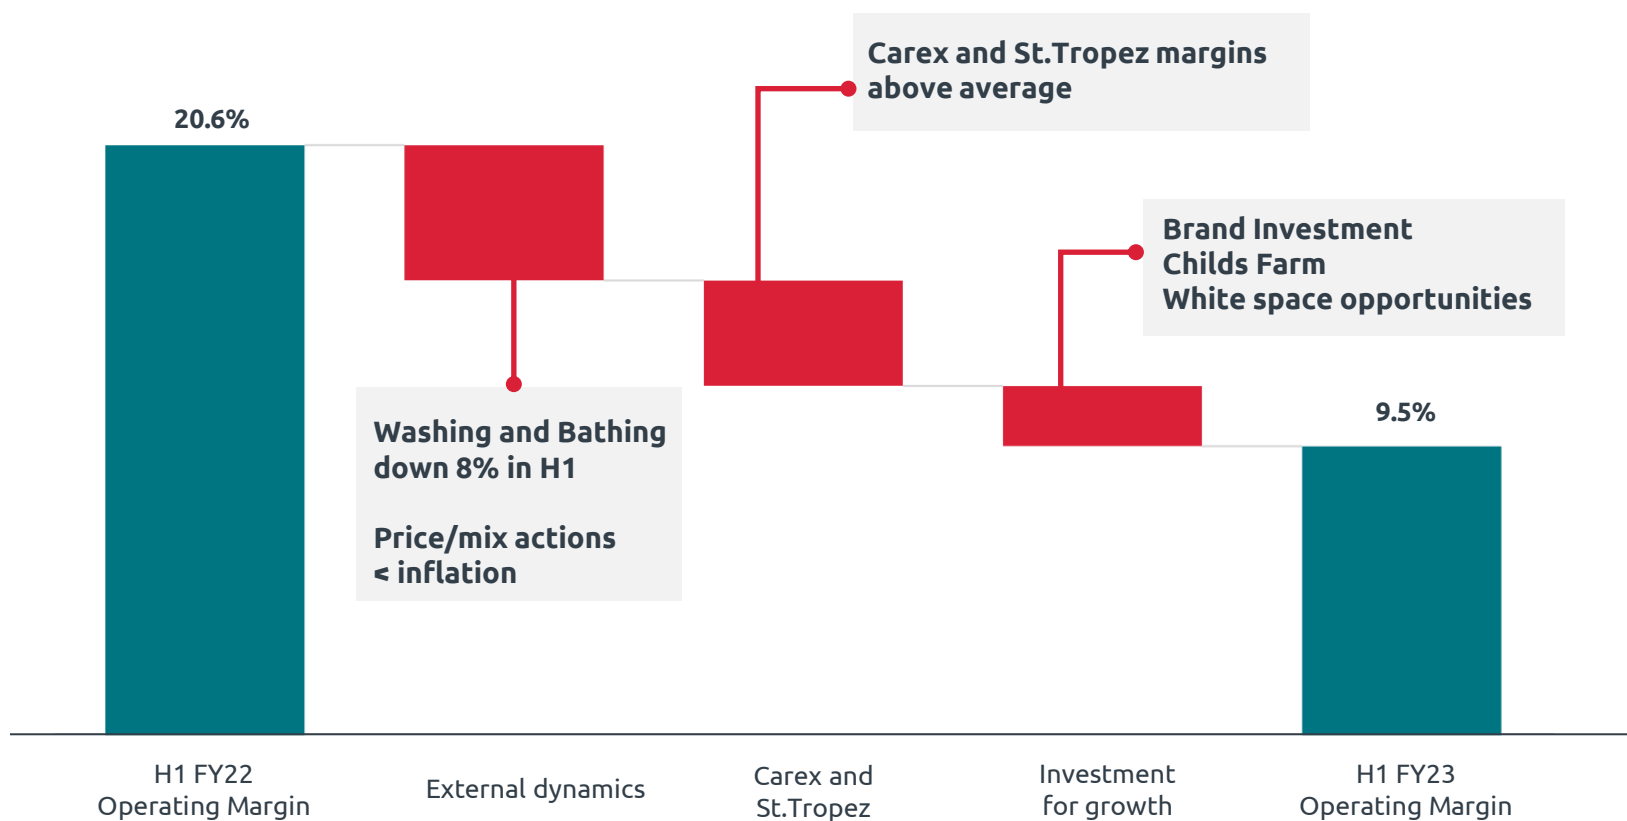 Carex and St.Tropez margins
above average
20.6%
Brand Investment
Childs Farm
White space opportunities
9.5%
Washing and Bathing
down 8% in H1
Price/mix actions
< inflation
H1 FY22
Operating Margin
External dynamics
Carex and
St.Tropez
Investment
for growth
H1 FY23
Operating Margin